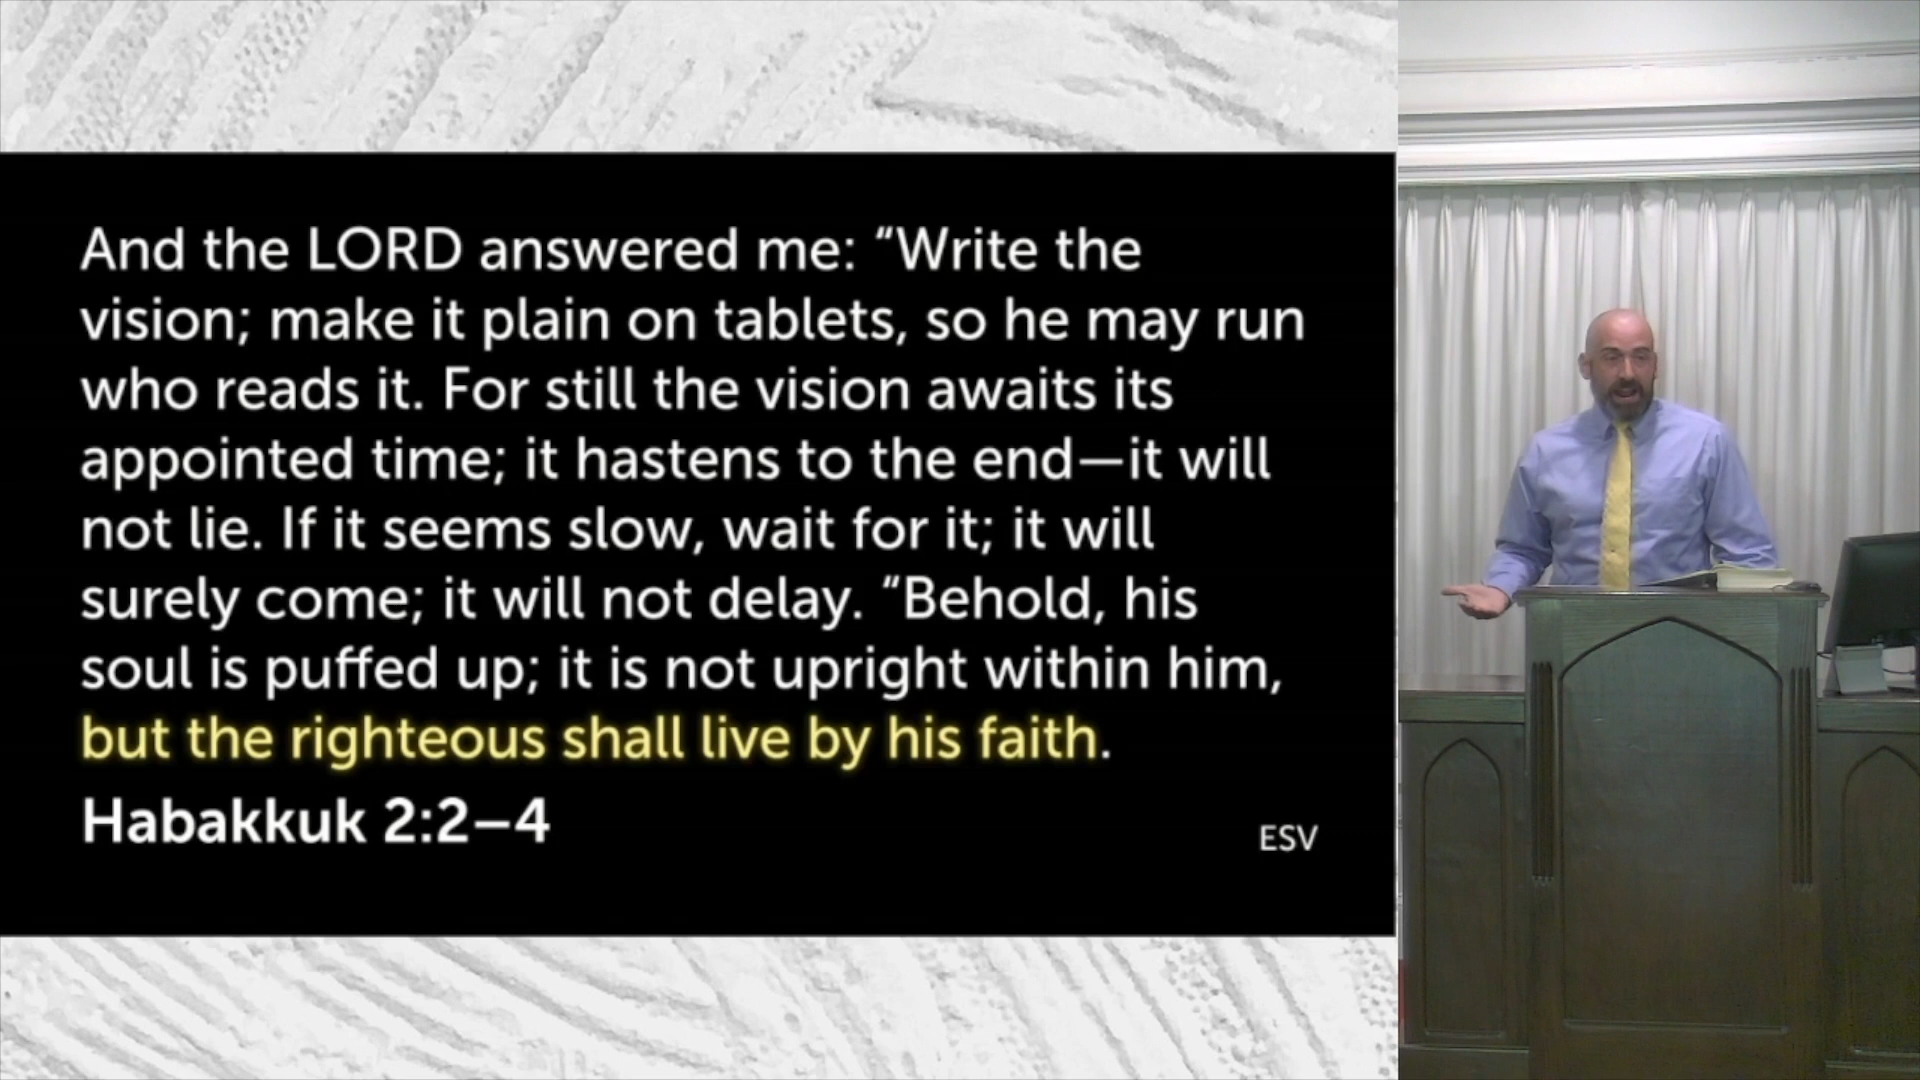 And the LORD answered me: “Write the
vision; make it plain on tablets, so he may run
who reads it. For still the vision awaits its
appointed time; it hastens to the end—it will
not lie. If it seems slow, wait for it; it will
surely come; it will not delay. “Behold, his
soul is puffed up; it is not upright within him,
but the righteous shall live by his faith.
Habakkuk 2:2–4
ESV